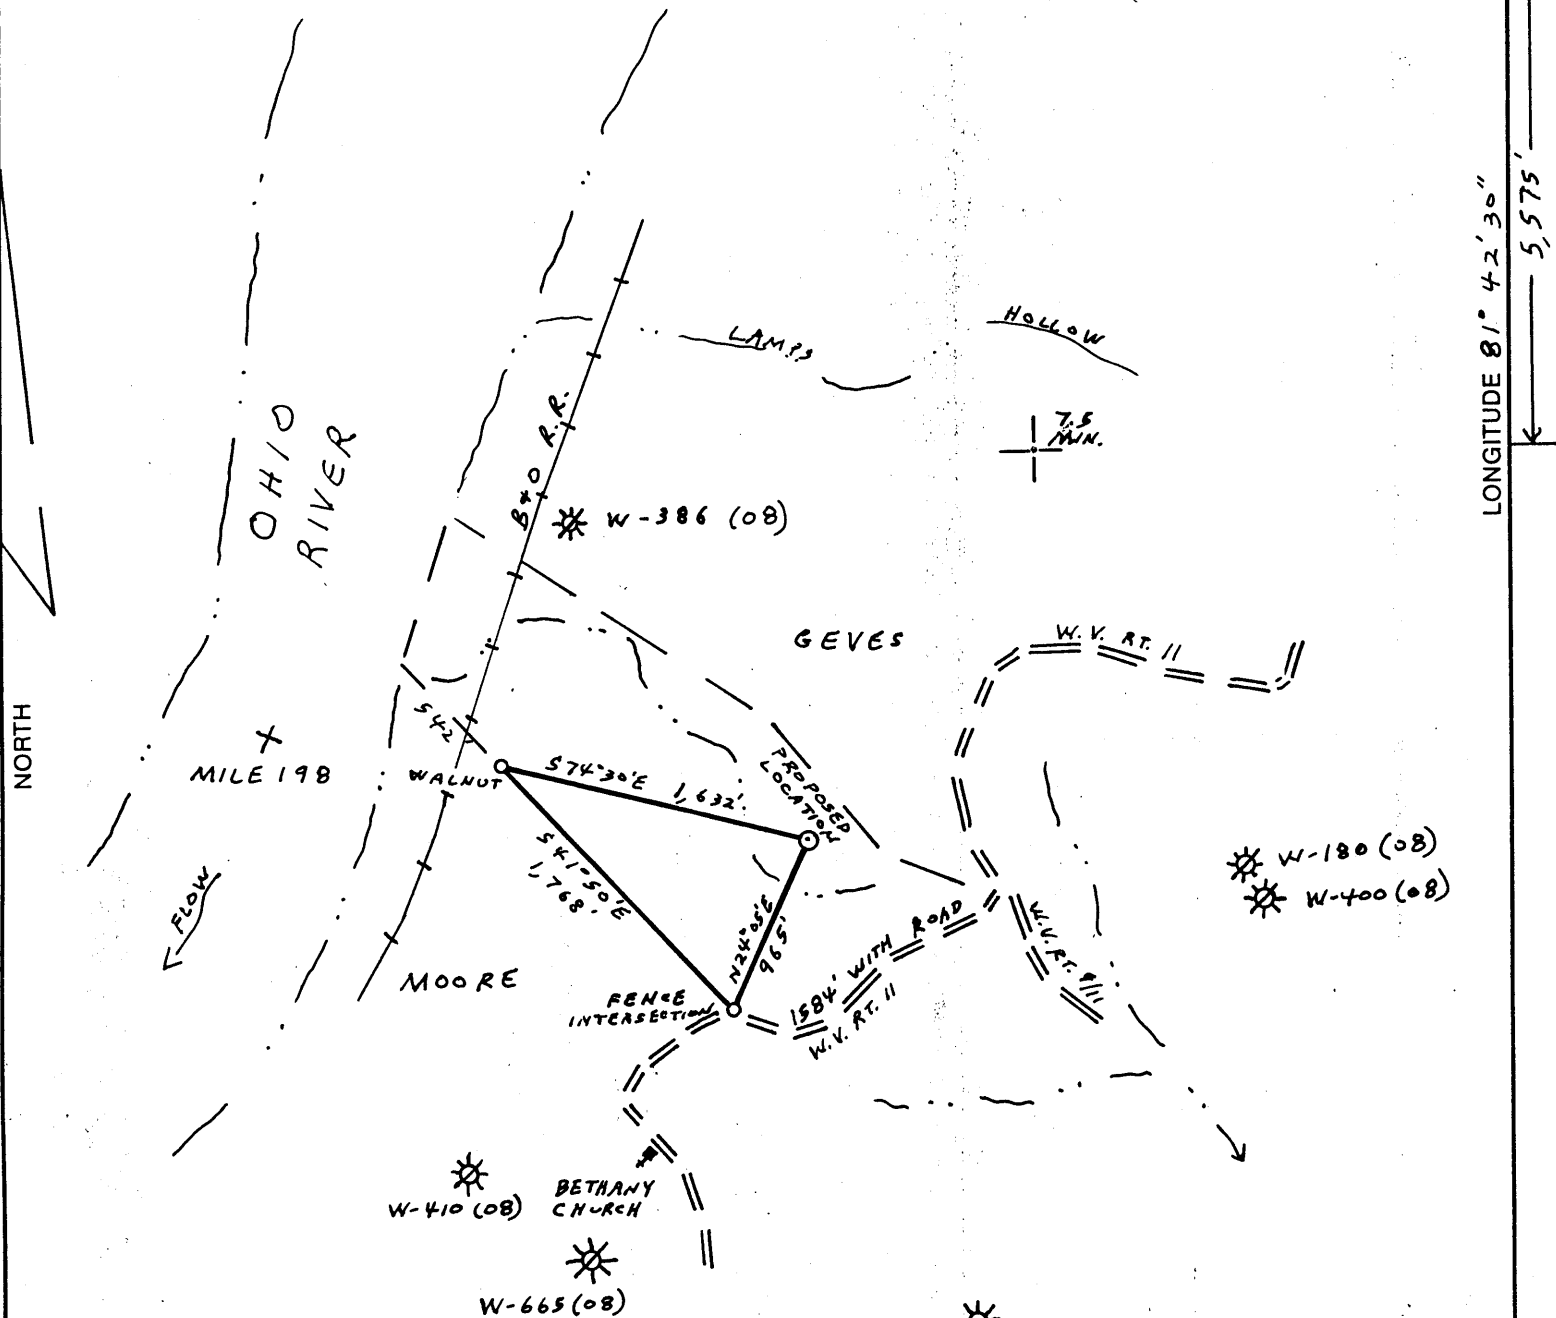 LONGITUDE 81° 42' 30"
5,575'
HOLLOW
LAMPS
7.5
MIN.
OHIO
RIVER
B+O R.R.
W-386 (08)
GEVES
W.V. RT. 11
NORTH
MILE 198
S 42
WALNUT
S74°30'E
1,632'.
PROPOSED
LOCATION
S41°50'E
1,768'.
N24°05'E
965'
W-180 (08)
W-400 (08)
FLOW
MOORE
FENCE
INTERSECTION
1584' WITH ROAD
W.V. RT. 11
W.V. RT.
BETHANY
CHURCH
W-410 (08)
W-665 (08)